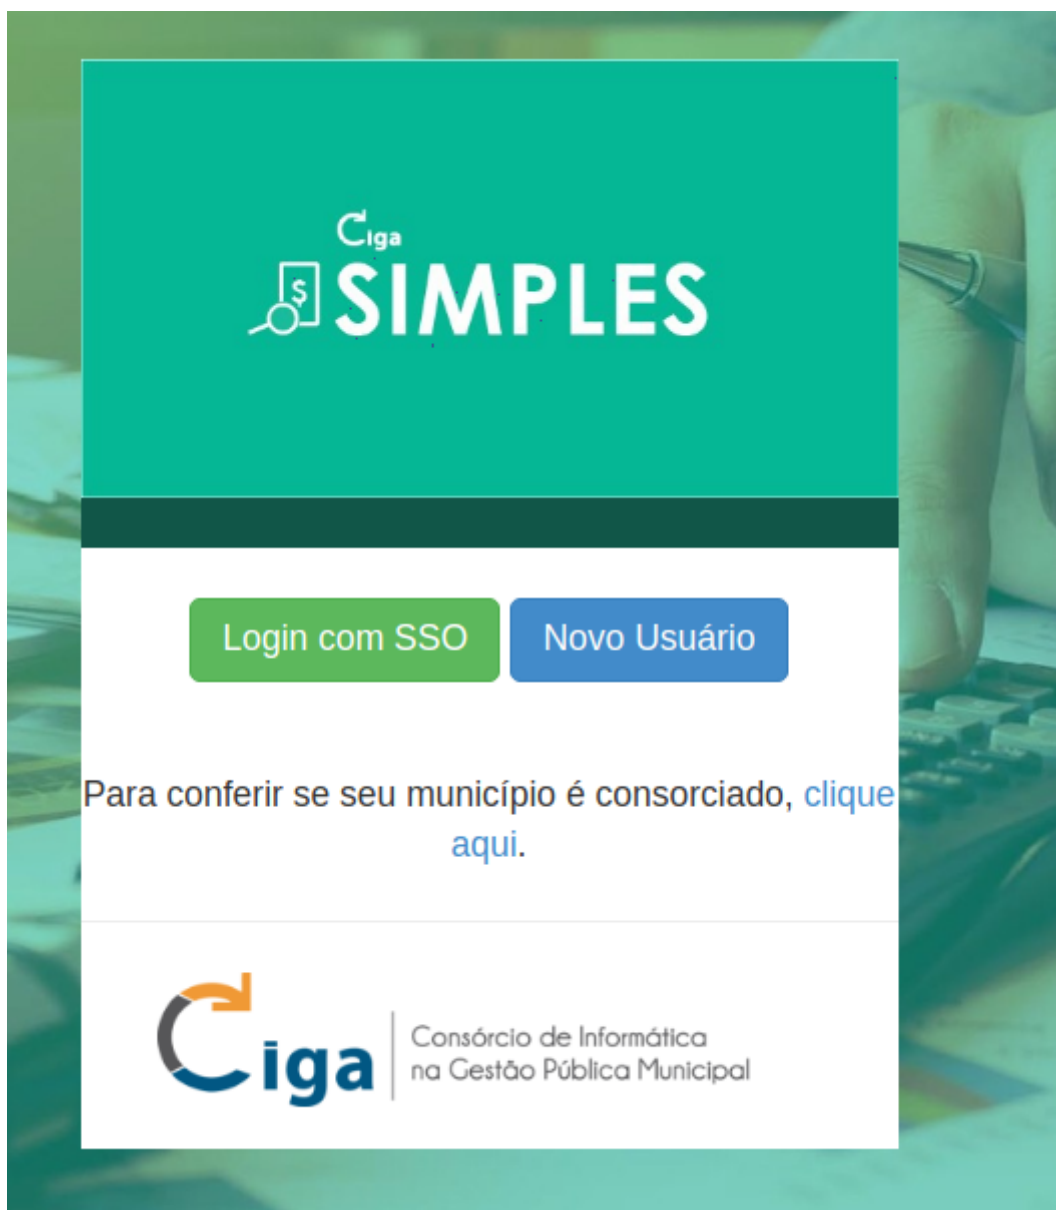 Ciga
$ SIMPLES
Login com SSO Novo Usuário
Para conferir se seu município é consorciado, clique
aqui.
Ciga
Consórcio de Informática
na Gestão Pública Municipal